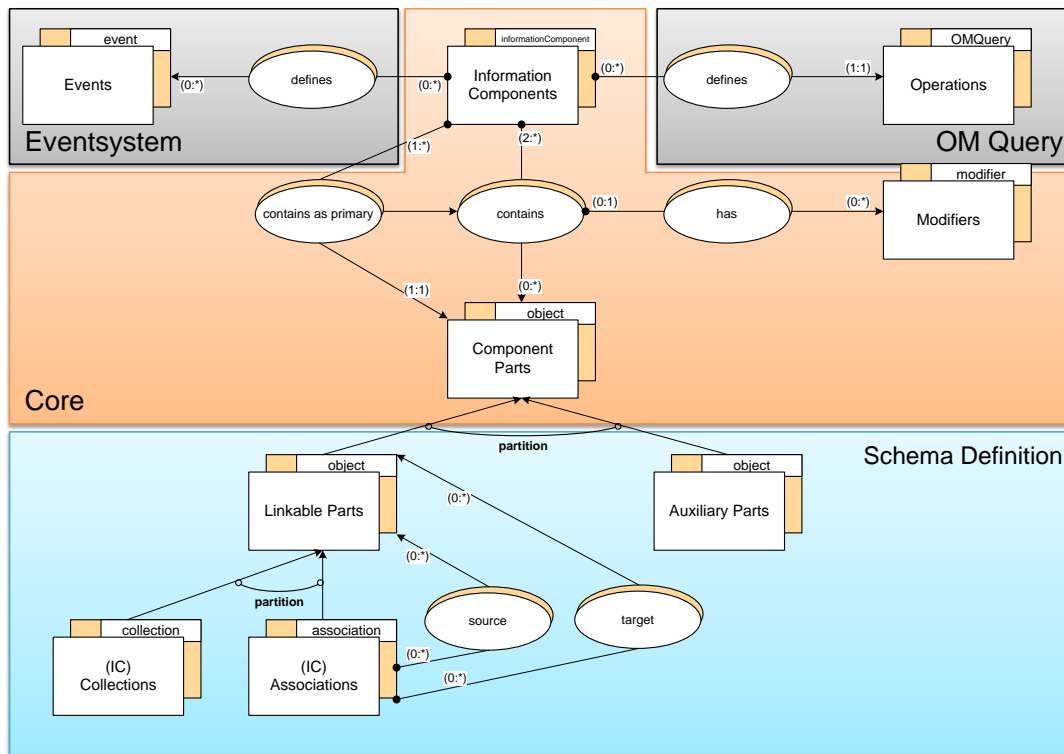 event
Events
(0:*)
defines
(0:*)
informationComponent
Information
Components
(0:*)
defines
(1:1)
OMQuery
Operations
Eventsystem
OM Query
(1:*)
(2:*)
contains as primary
contains
(0:1)
has
(0:*)
modifier
Modifiers
(1:1)
(0:*)
object
Component
Parts
Core
partition
Schema Definition
object
Linkable Parts
(0:*)
object
Auxiliary Parts
(0:*)
partition
source
target
collection
(IC)
Collections
association
(IC)
Associations
(0:*)
(0:*)